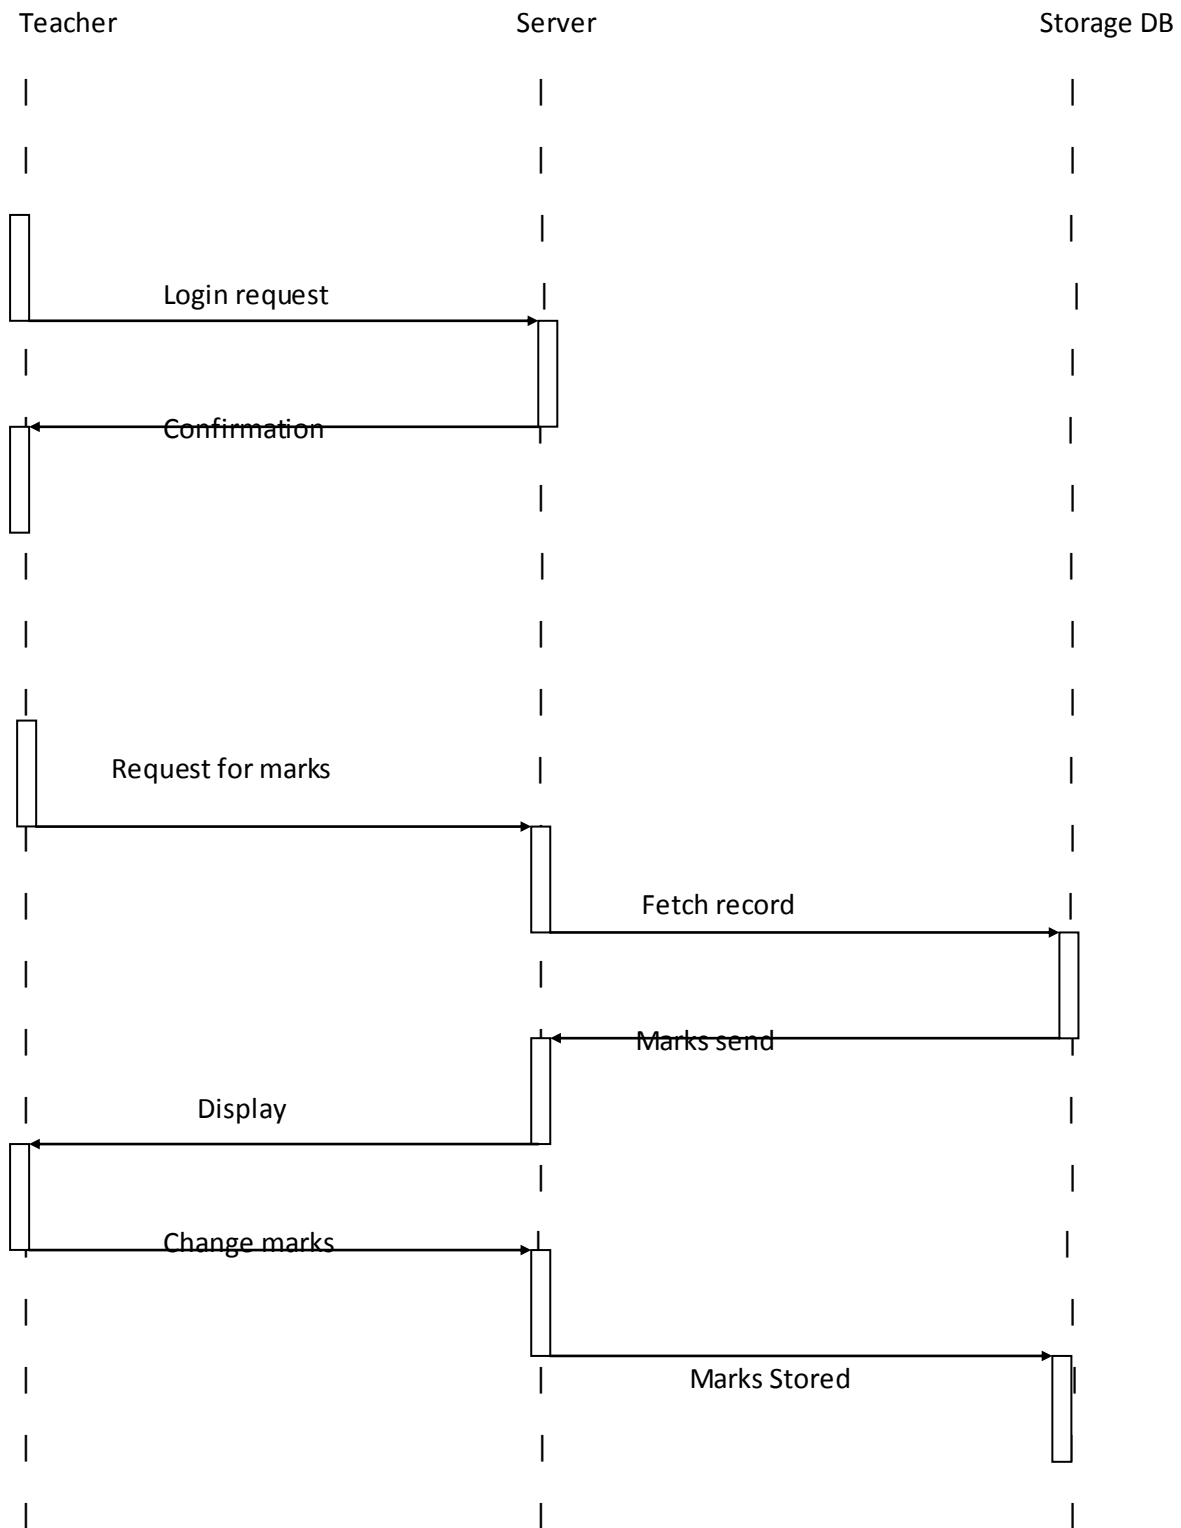 Teacher
Server
Storage DB
Login request
Confirmation
Request for marks
Fetch record
Marks send
Display
Change marks
Marks Stored